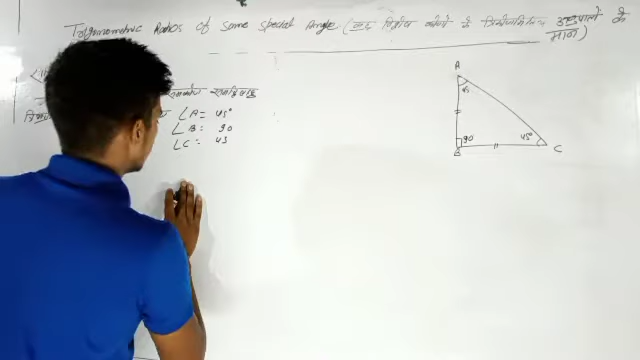 Trigonometric Ratios of Some Special Angle (कुछ विशेष कोणों के त्रिकोणमितिय अनुपातों के मान)
∠A = 45°
∠B = 90
∠C = 45
A
45
90
45°
B
C